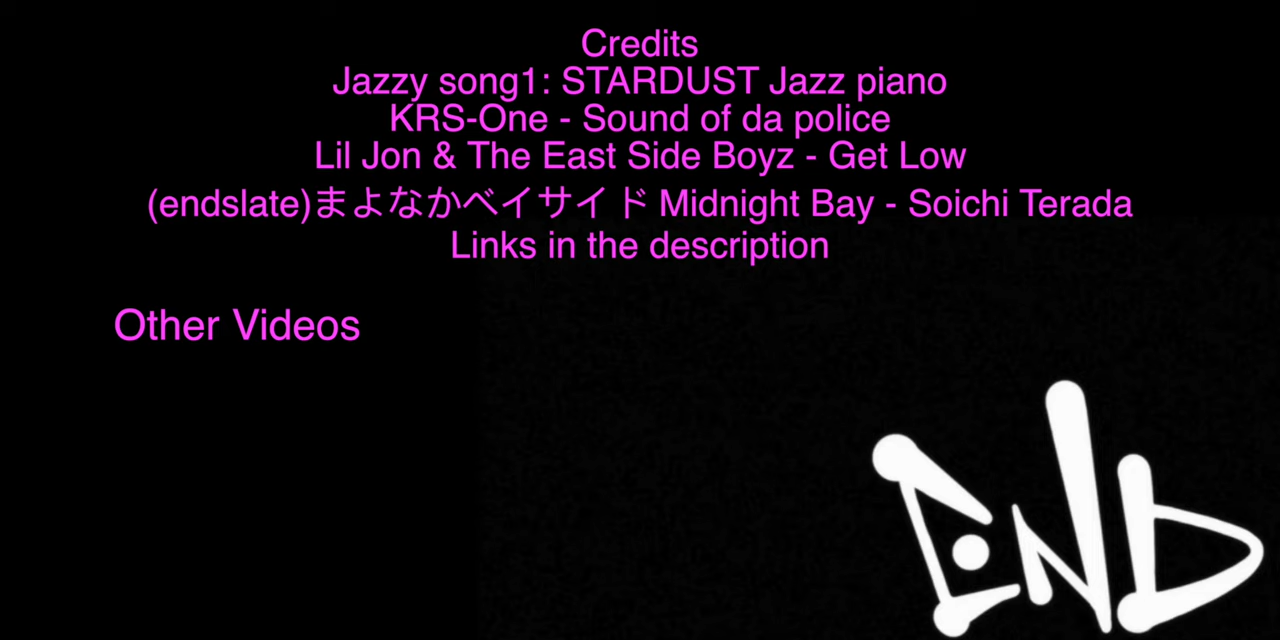 Credits
Jazzy song1: STARDUST Jazz piano
KRS-One - Sound of da police
Lil Jon & The East Side Boyz - Get Low
(endslate)まよなかベイサイド Midnight Bay - Soichi Terada
Links in the description
Other Videos
END